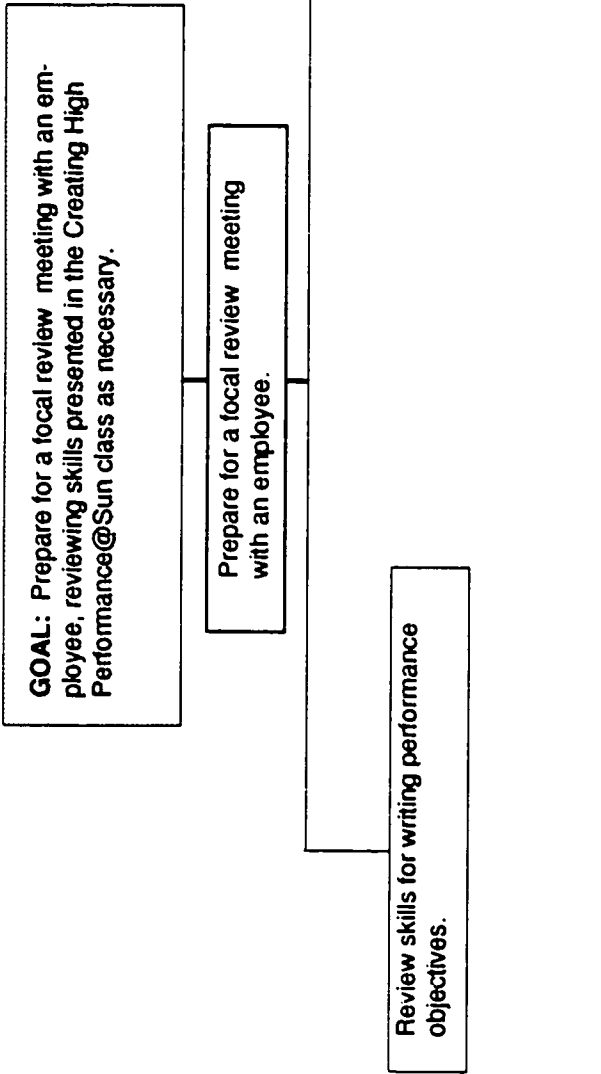 GOAL: Prepare for a focal review meeting with an em-
ployee, reviewing skills presented in the Creating High
Performance@Sun class as necessary.
Prepare for a focal review meeting
with an employee.
Review skills for writing performance
objectives.